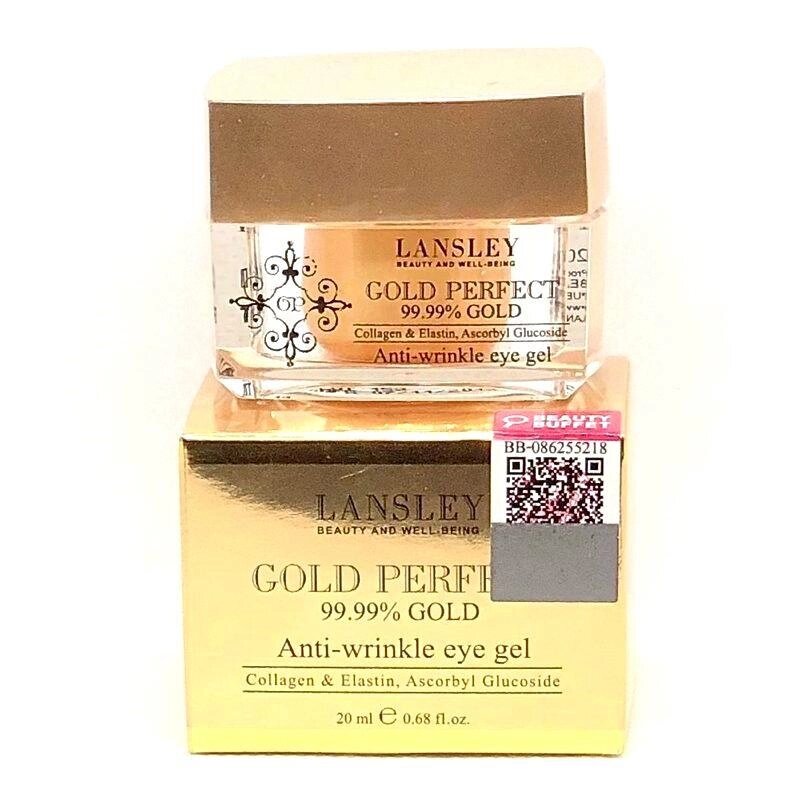 LANSLEY
BEAUTY AND WELL-BEING
GOLD PERFECT
99.99% GOLD
Collagen & Elastin, Ascorbyl Glucoside
Anti-wrinkle eye gel
GP
BEAUTY
BUFFET
BB-086255218
LANSLEY
BEAUTY AND WELL-BEING
GOLD PERFE
99.99% GOLD
Anti-wrinkle eye gel
Collagen & Elastin, Ascorbyl Glucoside
20 ml ℮ 0.68 fl.oz.